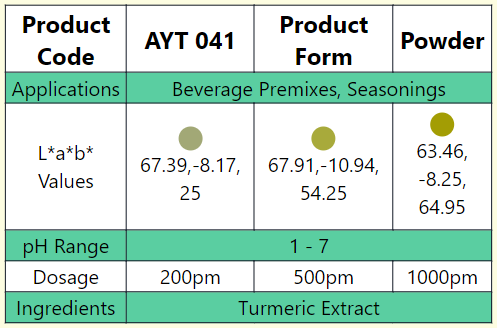 Product Code AYT 041 Product Form Powder
Applications Beverage Premixes, Seasonings
L*a*b* Values 67.39,-8.17, 25 67.91,-10.94, 54.25 63.46, -8.25, 64.95
pH Range 1 - 7
Dosage 200pm 500pm 1000pm
Ingredients Turmeric Extract